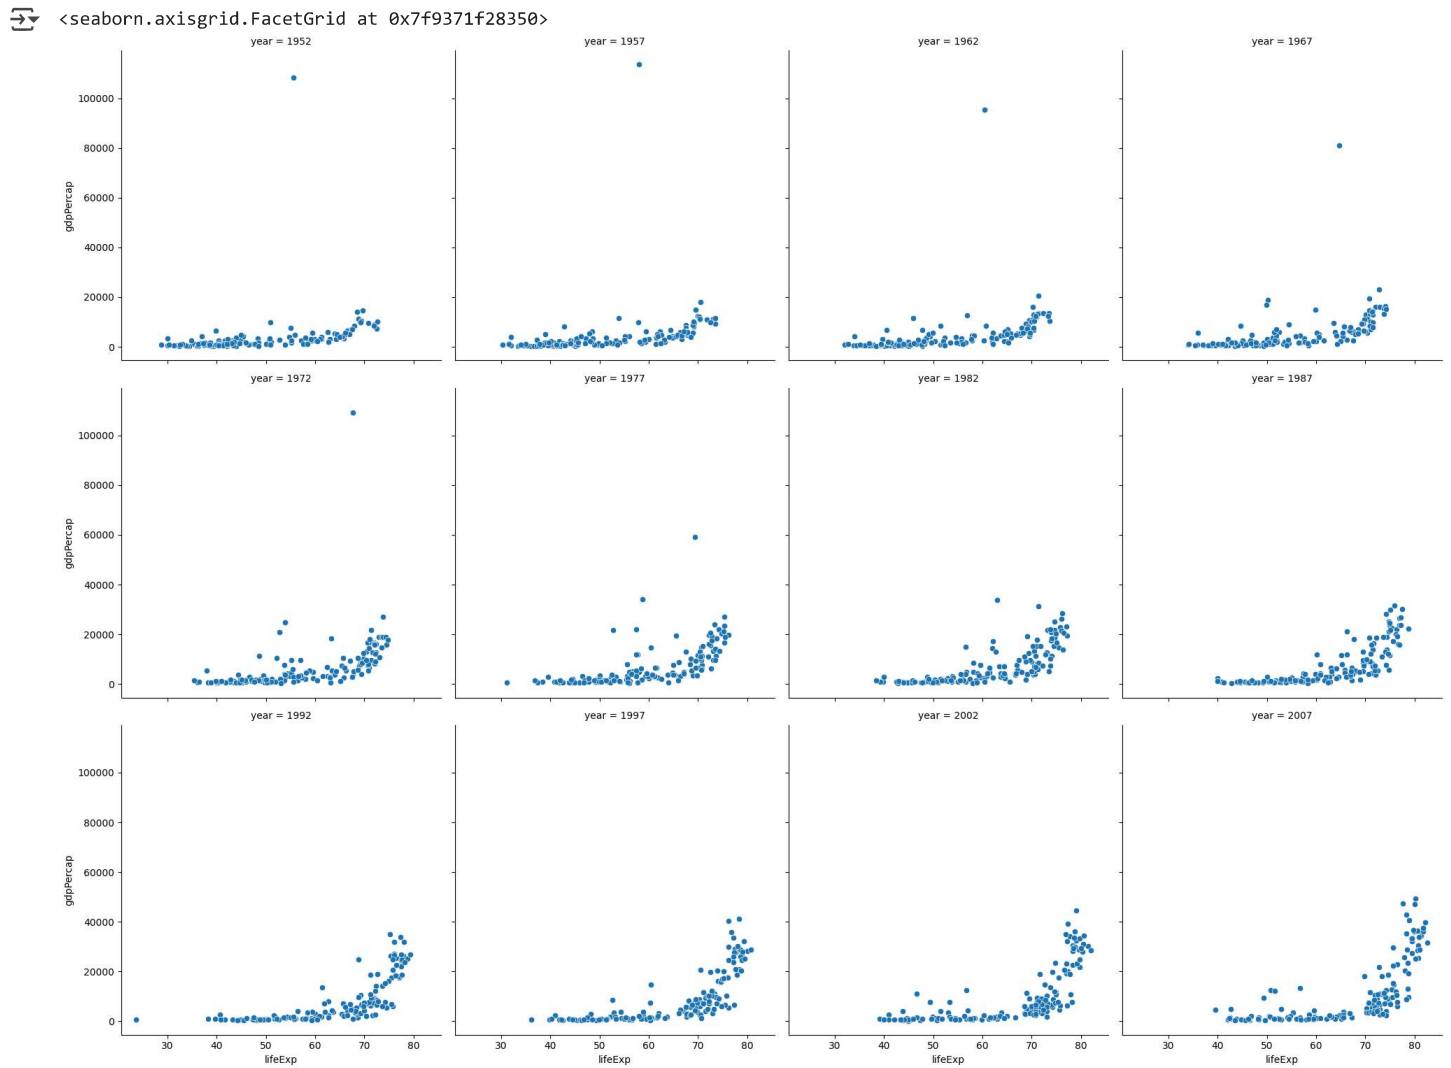 <seaborn.axisgrid.FacetGrid at 0x7f9371f28350>
year = 1952 year = 1957 year = 1962 year = 1967
100000
80000
60000
gdpPercap
40000
20000
0
year = 1972 year = 1977 year = 1982 year = 1987
100000
80000
60000
gdpPercap
40000
20000
0
year = 1992 year = 1997 year = 2002 year = 2007
100000
80000
60000
gdpPercap
40000
20000
0
30 40 50 60 70 80 30 40 50 60 70 80 30 40 50 60 70 80 30 40 50 60 70 80
lifeExp lifeExp lifeExp lifeExp